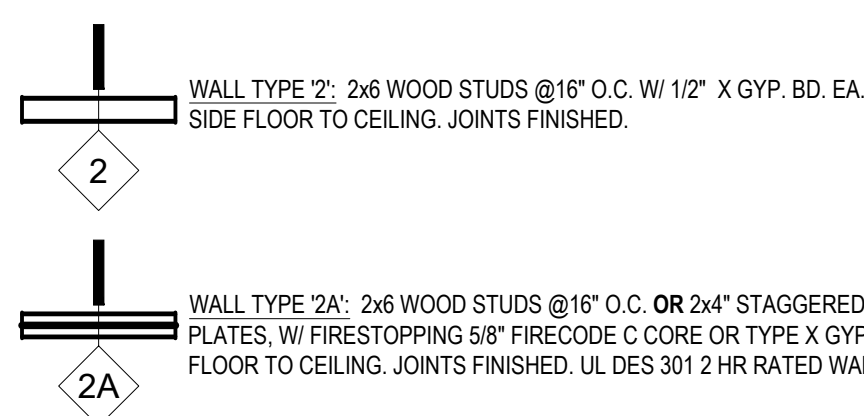 WALL TYPE '2': 2x6 WOOD STUDS @16" O.C. W/ 1/2" X GYP. BD. EA.
SIDE FLOOR TO CEILING. JOINTS FINISHED.
2
WALL TYPE '2A': 2x6 WOOD STUDS @16" O.C. OR 2x4" STAGGERED
PLATES, W/ FIRESTOPPING 5/8" FIRECODE C CORE OR TYPE X GYP
FLOOR TO CEILING. JOINTS FINISHED. UL DES 301 2 HR RATED
2A